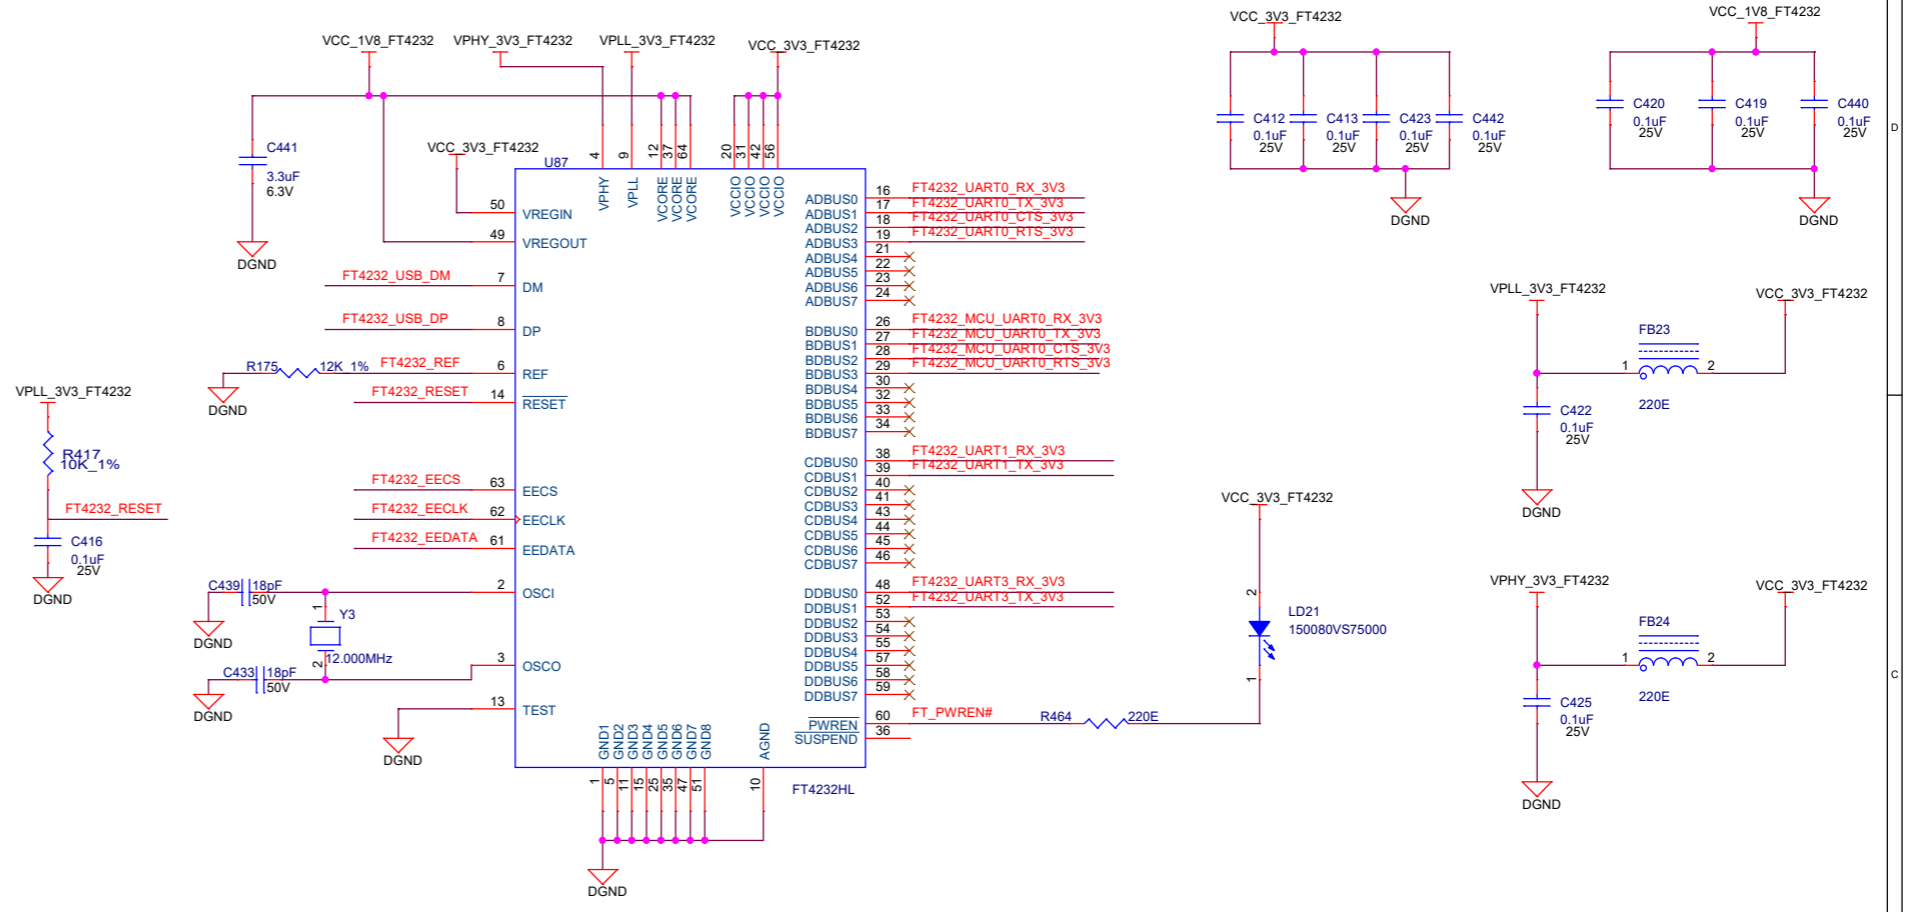 VCC_1V8_FT4232
VPHY_3V3_FT4232
VPLL_3V3_FT4232
VCC_3V3_FT4232
C441
3.3uF
6.3V
DGND
VCC_3V3_FT4232
U87
4
9
12
37
64
20
31
42
56
VPHY
VPLL
VCORE
VCORE
VCORE
VCCIO
VCCIO
VCCIO
VCCIO
50 VREGIN
49 VREGOUT
FT4232_USB_DM 7 DM
FT4232_USB_DP 8 DP
R175 12K_1% FT4232_REF 6 REF
DGND
FT4232_RESET 14 RESET
FT4232_EECS 63 EECS
FT4232_EECLK 62 EECLK
FT4232_EEDATA 61 EEDATA
VPLL_3V3_FT4232
R417
10K_1%
FT4232_RESET
C416
0.1uF
25V
DGND
C439 18pF
50V
2 OSCI
DGND
1
Y3
2
12.000MHz
C433 18pF
50V
3 OSCO
DGND
13 TEST
DGND
ADBUS0 16 FT4232_UART0_RX_3V3
ADBUS1 17 FT4232_UART0_TX_3V3
ADBUS2 18 FT4232_UART0_CTS_3V3
ADBUS3 19 FT4232_UART0_RTS_3V3
ADBUS4 21
ADBUS5 22
ADBUS6 23
ADBUS7 24
BDBUS0 26 FT4232_MCU_UART0_RX_3V3
BDBUS1 27 FT4232_MCU_UART0_TX_3V3
BDBUS2 28 FT4232_MCU_UART0_CTS_3V3
BDBUS3 29 FT4232_MCU_UART0_RTS_3V3
BDBUS4 30
BDBUS5 32
BDBUS6 33
BDBUS7 34
CDBUS0 38 FT4232_UART1_RX_3V3
CDBUS1 39 FT4232_UART1_TX_3V3
CDBUS2 40
CDBUS3 41
CDBUS4 43
CDBUS5 44
CDBUS6 45
CDBUS7 46
DDBUS0 48 FT4232_UART3_RX_3V3
DDBUS1 52 FT4232_UART3_TX_3V3
DDBUS2 53
DDBUS3 54
DDBUS4 55
DDBUS5 57
DDBUS6 58
DDBUS7 59
PWREN 60 FT_PWREN# R464 220E
SUSPEND 36
GND1
GND2
GND3
GND4
GND5
GND6
GND7
GND8
AGND
1
5
11
15
25
35
47
51
10
FT4232HL
DGND
VCC_3V3_FT4232
2
LD21
150080VS75000
1
VCC_3V3_FT4232
C412
0.1uF
25V
C413
0.1uF
25V
C423
0.1uF
25V
C442
0.1uF
25V
DGND
VCC_1V8_FT4232
C420
0.1uF
25V
C419
0.1uF
25V
C440
0.1uF
25V
DGND
VPLL_3V3_FT4232
VCC_3V3_FT4232
FB23
1 2
220E
C422
0.1uF
25V
DGND
VPHY_3V3_FT4232
VCC_3V3_FT4232
FB24
1 2
220E
C425
0.1uF
25V
DGND
D
C